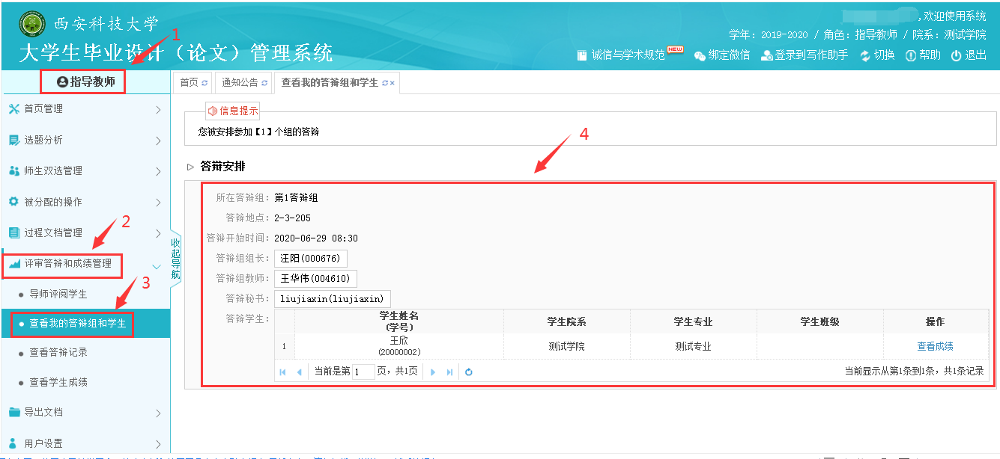 西安科技大学
，欢迎使用系统
大学生毕业设计（论文）管理系统
学年：2019-2020 / 角色：指导教师 / 院系：测试学院
诚信与学术规范 NEW 绑定微信 登录到写作助手 切换 帮助 退出
1
指导教师
首页 通知公告 查看我的答辩组和学生
首页管理
选题分析
师生双选管理
被分配的操作
过程文档管理
2
评审答辩和成绩管理
3
导师评阅学生
查看我的答辩组和学生
查看答辩记录
查看学生成绩
导出文档
用户设置
收起导航
信息提示
您被安排参加【1】个组的答辩
4
答辩安排
所在答辩组：第1答辩组
答辩地点：2-3-205
答辩开始时间：2020-06-29 08:30
答辩组组长：汪阳(000676)
答辩组教师：王华伟(004610)
答辩秘书：liujiaxin(liujiaxin)
答辩学生：
学生姓名
(学号) 学生院系 学生专业 学生班级 操作
1 王欣
(20000002) 测试学院 测试专业 查看成绩
当前是第 1 页，共1页 当前显示从第1条到1条，共1条记录